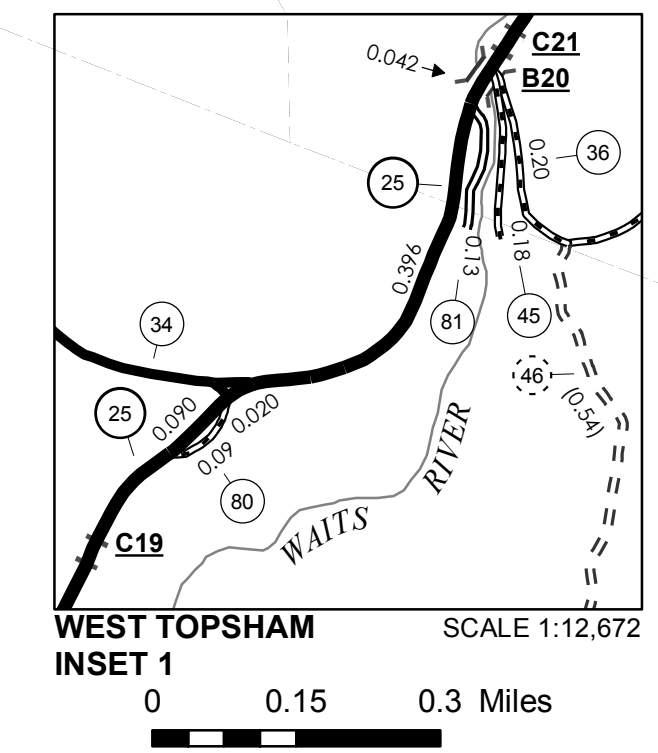 C21
0.042
B20
0.20
36
25
0.396
0.13
0.18
81
45
34
46
(0.54)
25
0.090
0.020
0.09
80
WAITS RIVER
C19
WEST TOPSHAM
INSET 1
SCALE 1:12,672
0 0.15 0.3 Miles